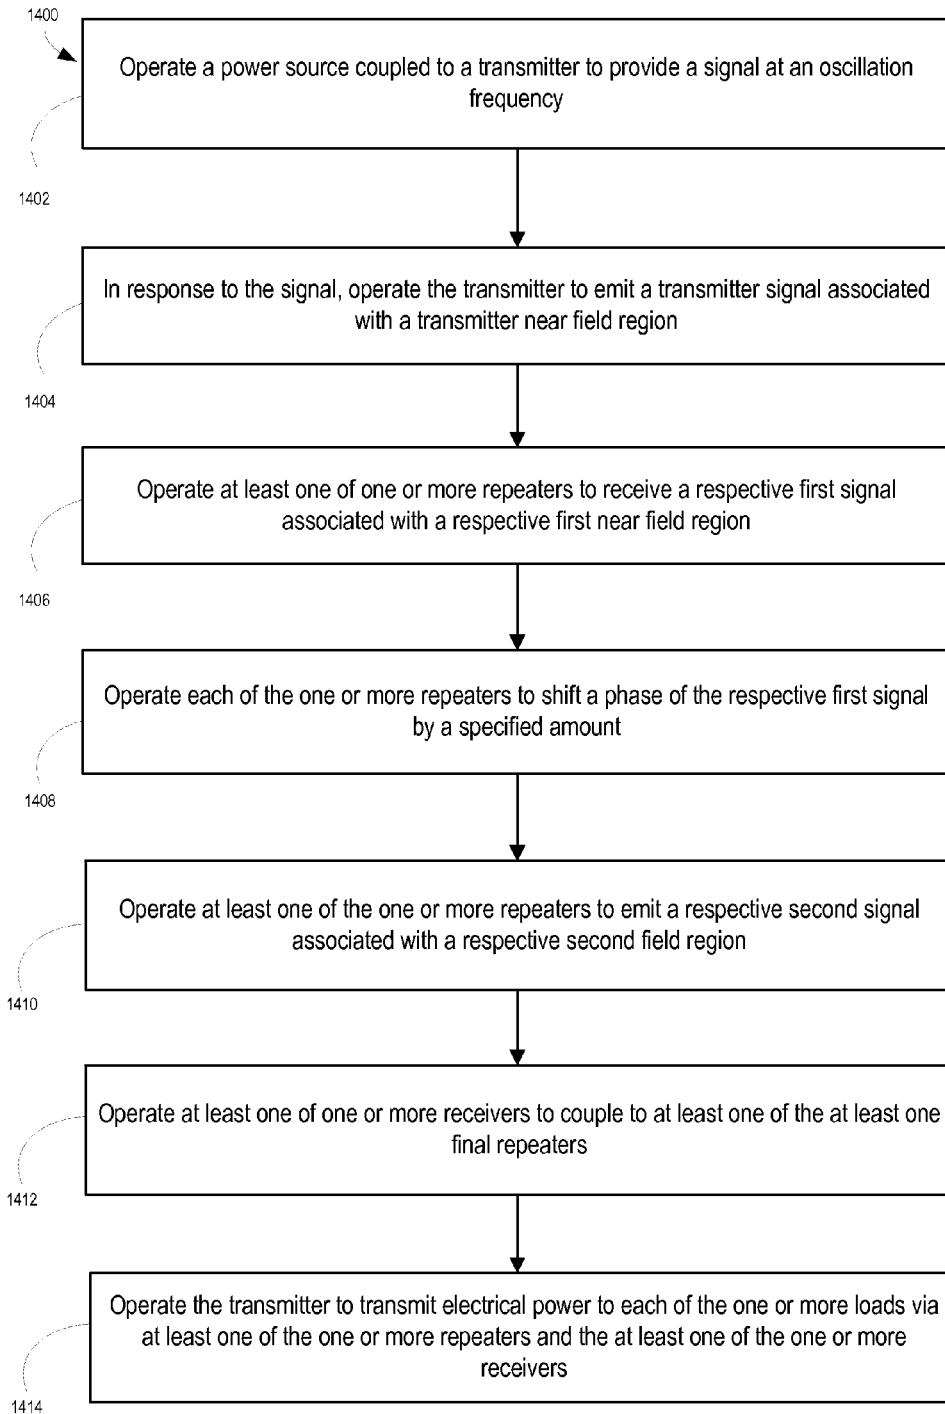 1400
Operate a power source coupled to a transmitter to provide a signal at an oscillation
frequency
1402
In response to the signal, operate the transmitter to emit a transmitter signal associated
with a transmitter near field region
1404
Operate at least one of one or more repeaters to receive a respective first signal
associated with a respective first near field region
1406
Operate each of the one or more repeaters to shift a phase of the respective first signal
by a specified amount
1408
Operate at least one of the one or more repeaters to emit a respective second signal
associated with a respective second field region
1410
Operate at least one of one or more receivers to couple to at least one of the at least one
final repeaters
1412
Operate the transmitter to transmit electrical power to each of the one or more loads via
at least one of the one or more repeaters and the at least one of the one or more
receivers
1414